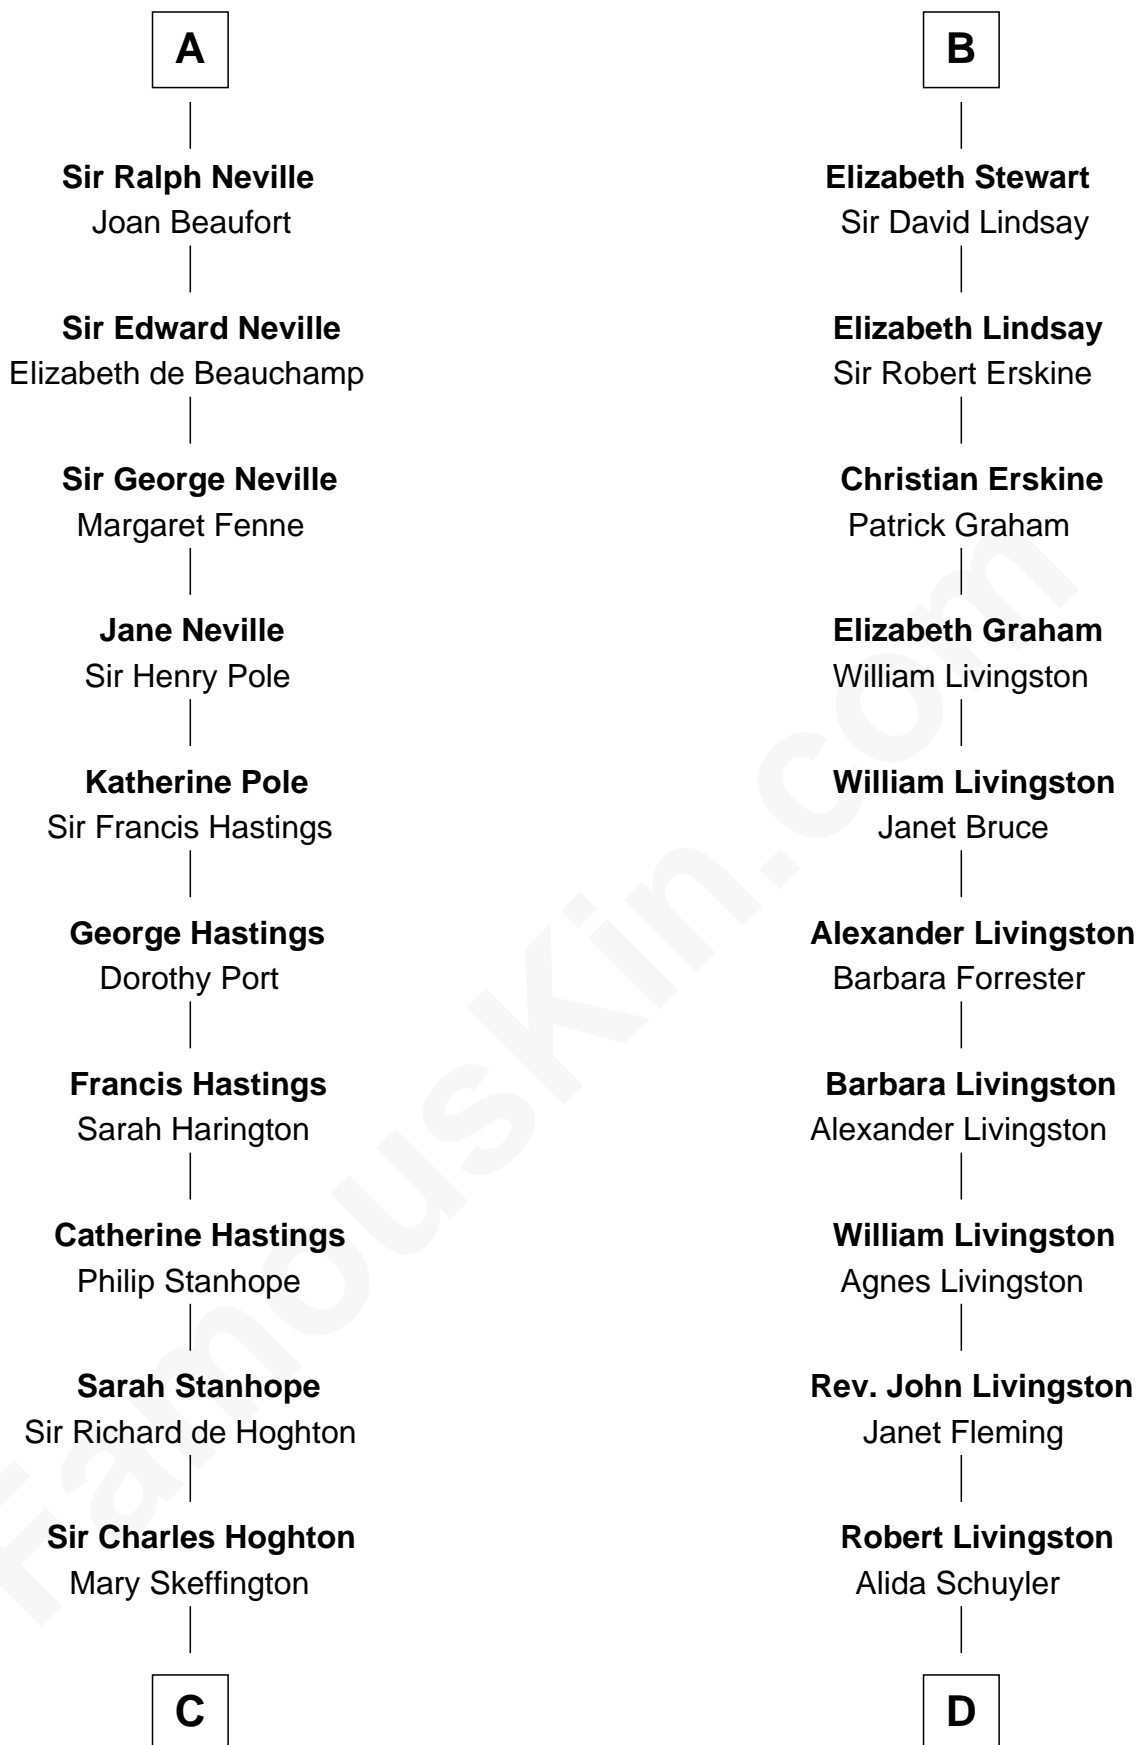 A
Sir Ralph Neville
Joan Beaufort
Sir Edward Neville
Elizabeth de Beauchamp
Sir George Neville
Margaret Fenne
Jane Neville
Sir Henry Pole
Katherine Pole
Sir Francis Hastings
George Hastings
Dorothy Port
Francis Hastings
Sarah Harington
Catherine Hastings
Philip Stanhope
Sarah Stanhope
Sir Richard de Hoghton
Sir Charles Hoghton
Mary Skeffington
C
B
Elizabeth Stewart
Sir David Lindsay
Elizabeth Lindsay
Sir Robert Erskine
Christian Erskine
Patrick Graham
Elizabeth Graham
William Livingston
William Livingston
Janet Bruce
Alexander Livingston
Barbara Forrester
Barbara Livingston
Alexander Livingston
William Livingston
Agnes Livingston
Rev. John Livingston
Janet Fleming
Robert Livingston
Alida Schuyler
D
FamousKin.com